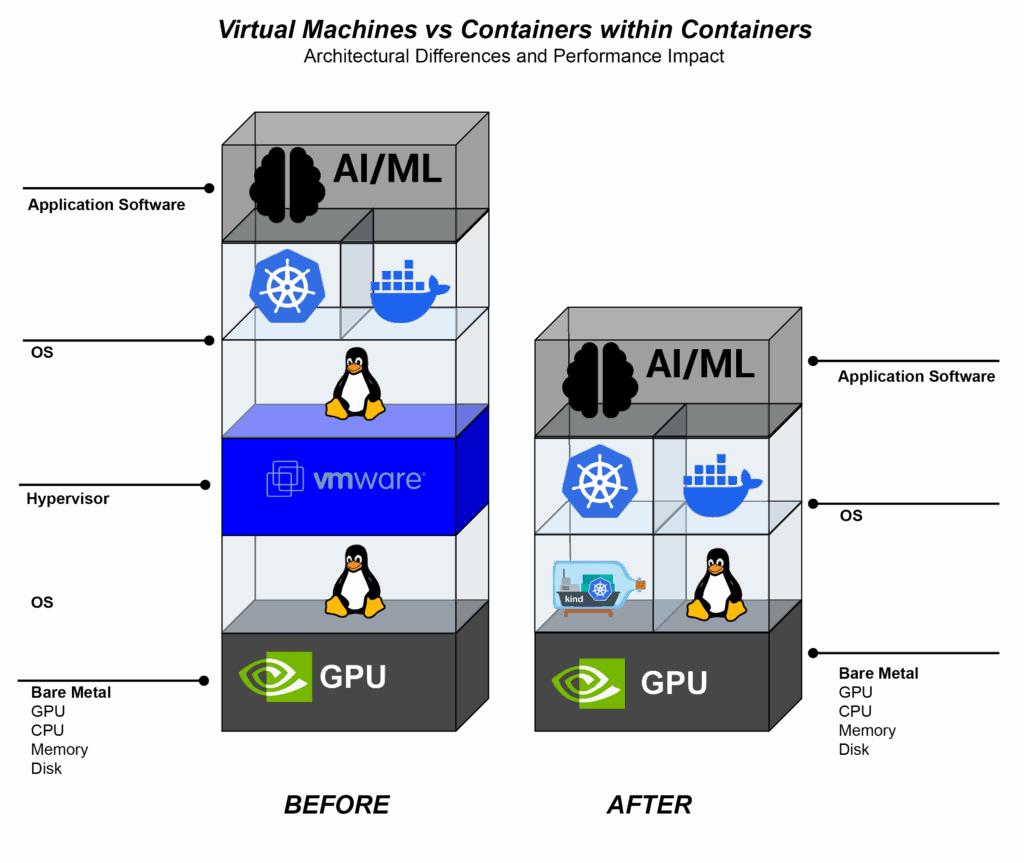 Virtual Machines vs Containers within Containers
Architectural Differences and Performance Impact
AI/ML
Application Software
OS
vmware®
Hypervisor
OS
GPU
Bare Metal
GPU
CPU
Memory
Disk
BEFORE
AI/ML
Application Software
OS
kind
GPU
Bare Metal
GPU
CPU
Memory
Disk
AFTER